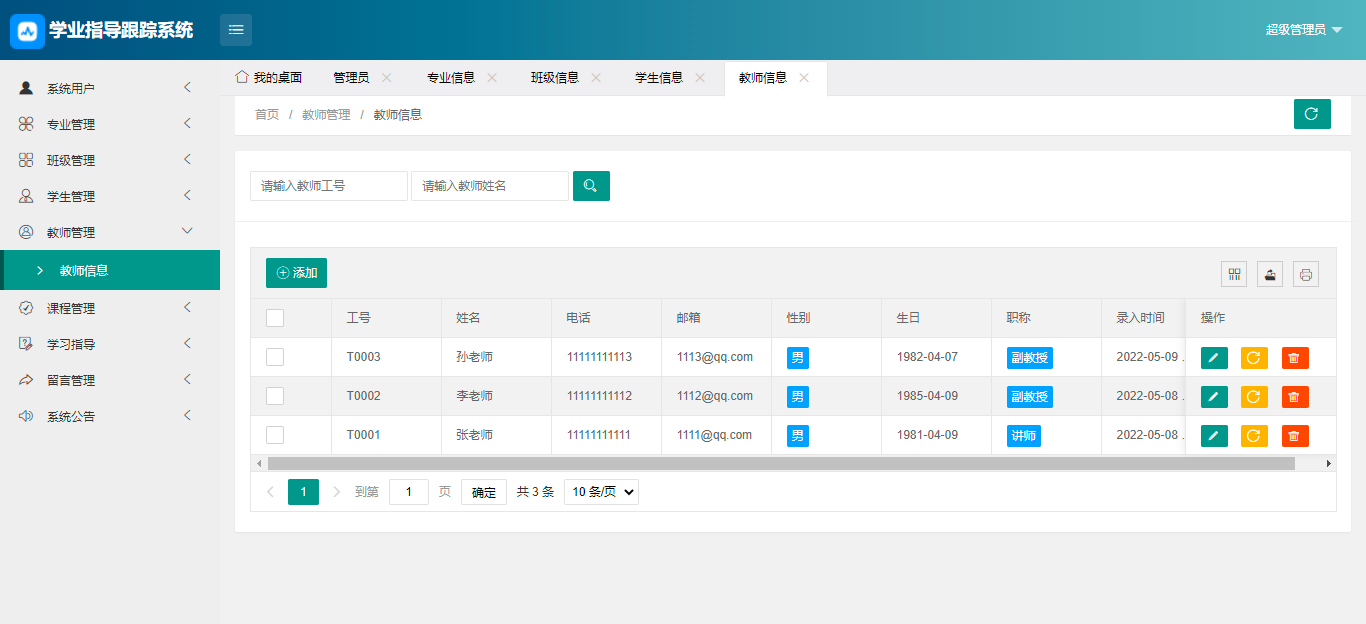 学业指导跟踪系统
超级管理员
系统用户
专业管理
班级管理
学生管理
教师管理
教师信息
课程管理
学习指导
留言管理
系统公告
我的桌面 管理员 专业信息 班级信息 学生信息 教师信息
首页 / 教师管理 / 教师信息
请输入教师工号 请输入教师姓名
添加
工号 姓名 电话 邮箱 性别 生日 职称 录入时间 操作
T0003 孙老师 11111111113 1113@qq.com 男 1982-04-07 副教授 2022-05-09 .
T0002 李老师 11111111112 1112@qq.com 男 1985-04-09 副教授 2022-05-08 .
T0001 张老师 11111111111 1111@qq.com 男 1981-04-09 讲师 2022-05-08 .
1 到第 1 页 确定 共 3 条 10 条/页